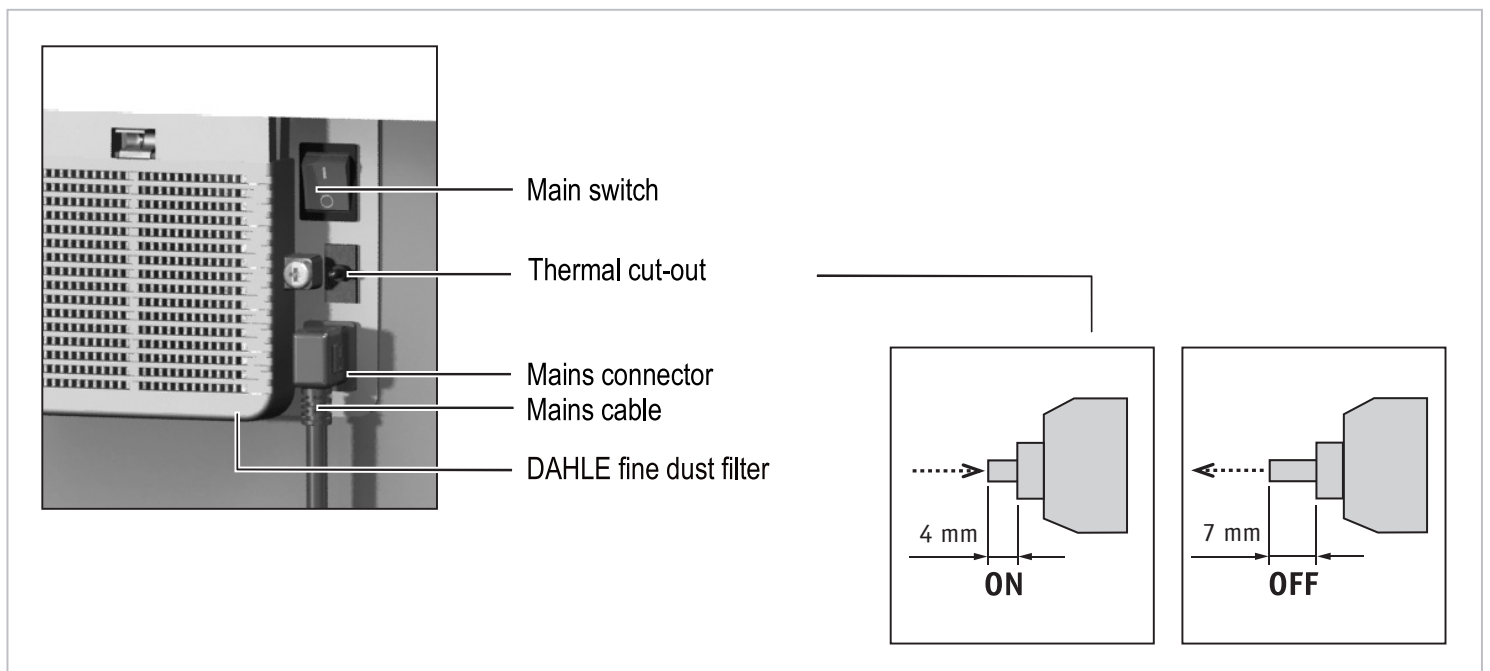 Main switch
Thermal cut-out
Mains connector
Mains cable
DAHLE fine dust filter
4 mm
ON
7 mm
OFF